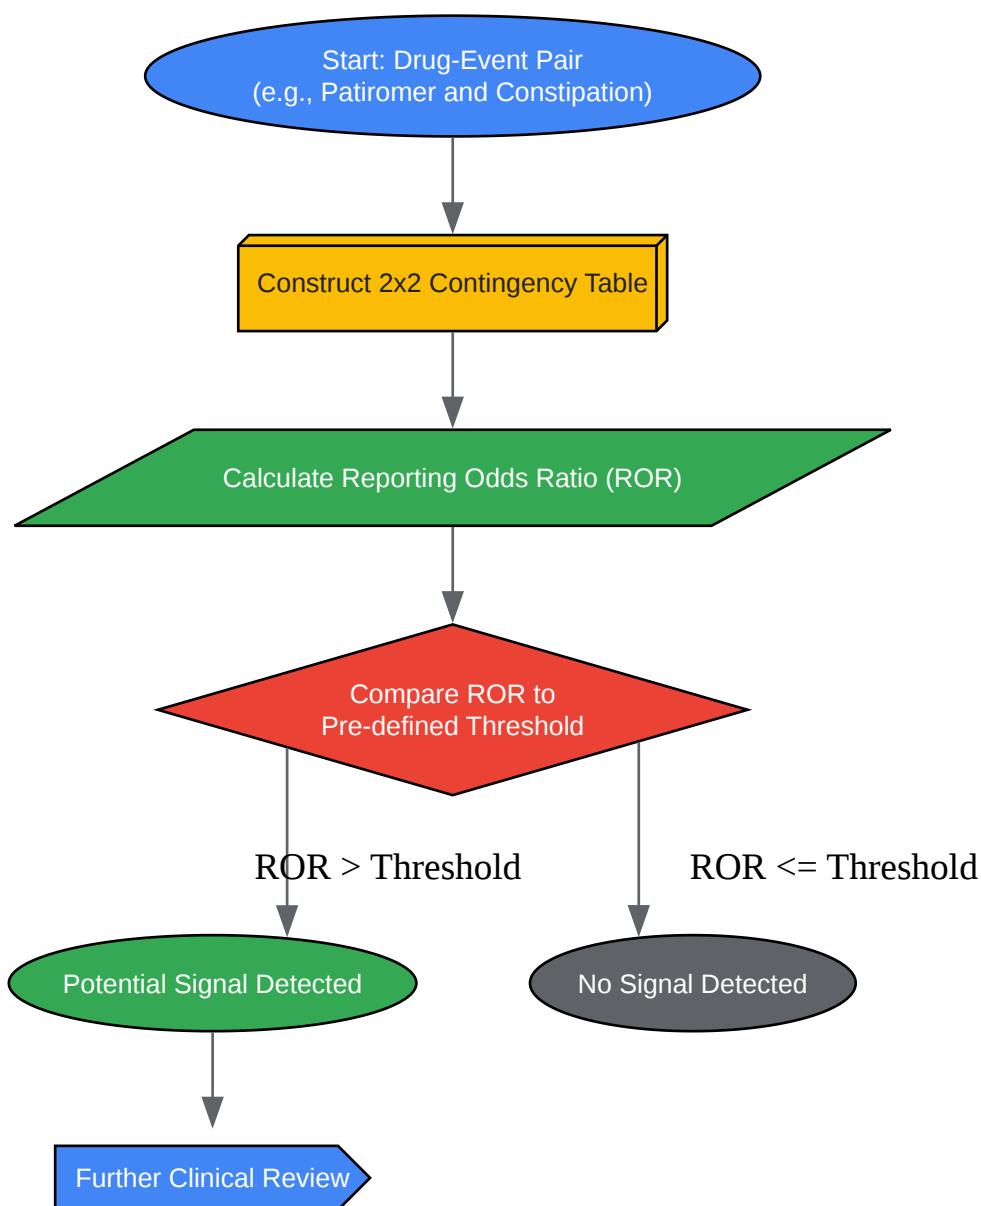 Start: Drug-Event Pair
(e.g., Patiromer and Constipation)
Construct 2x2 Contingency Table
Calculate Reporting Odds Ratio (ROR)
Compare ROR to
Pre-defined Threshold
ROR > Threshold
ROR <= Threshold
Potential Signal Detected
No Signal Detected
Further Clinical Review